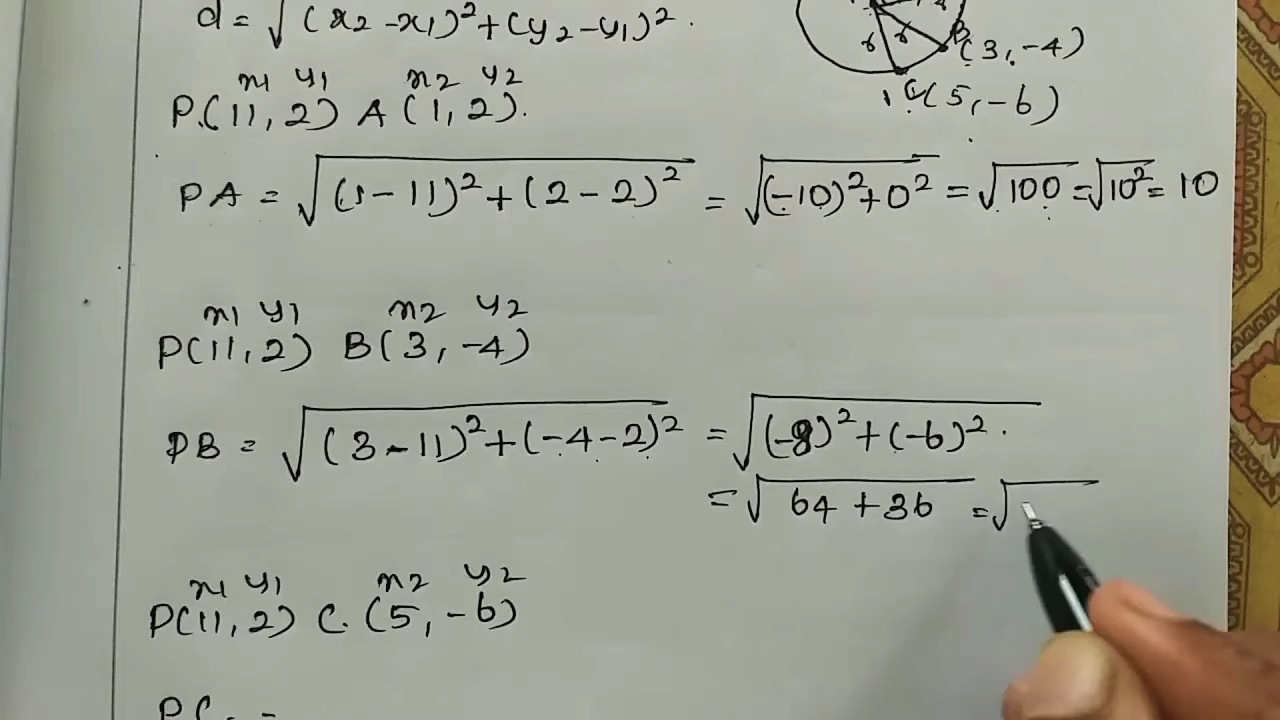 d = √(x2 - x1)² + (y2 - y1)².
B(3, -4)
C(5, -6)
r r
x1 y1 x2 y2
P.(11, 2) A (1, 2).
PA = √(1 - 11)² + (2 - 2)² = √(-10)² + 0² = √100 = √10² = 10
x1 y1 x2 y2
P(11, 2) B(3, -4)
PB = √(3 - 11)² + (-4 - 2)² = √(-8)² + (-6)².
= √64 + 36 = √
x1 y1 x2 y2
P(11, 2) C. (5, -6)
PC =